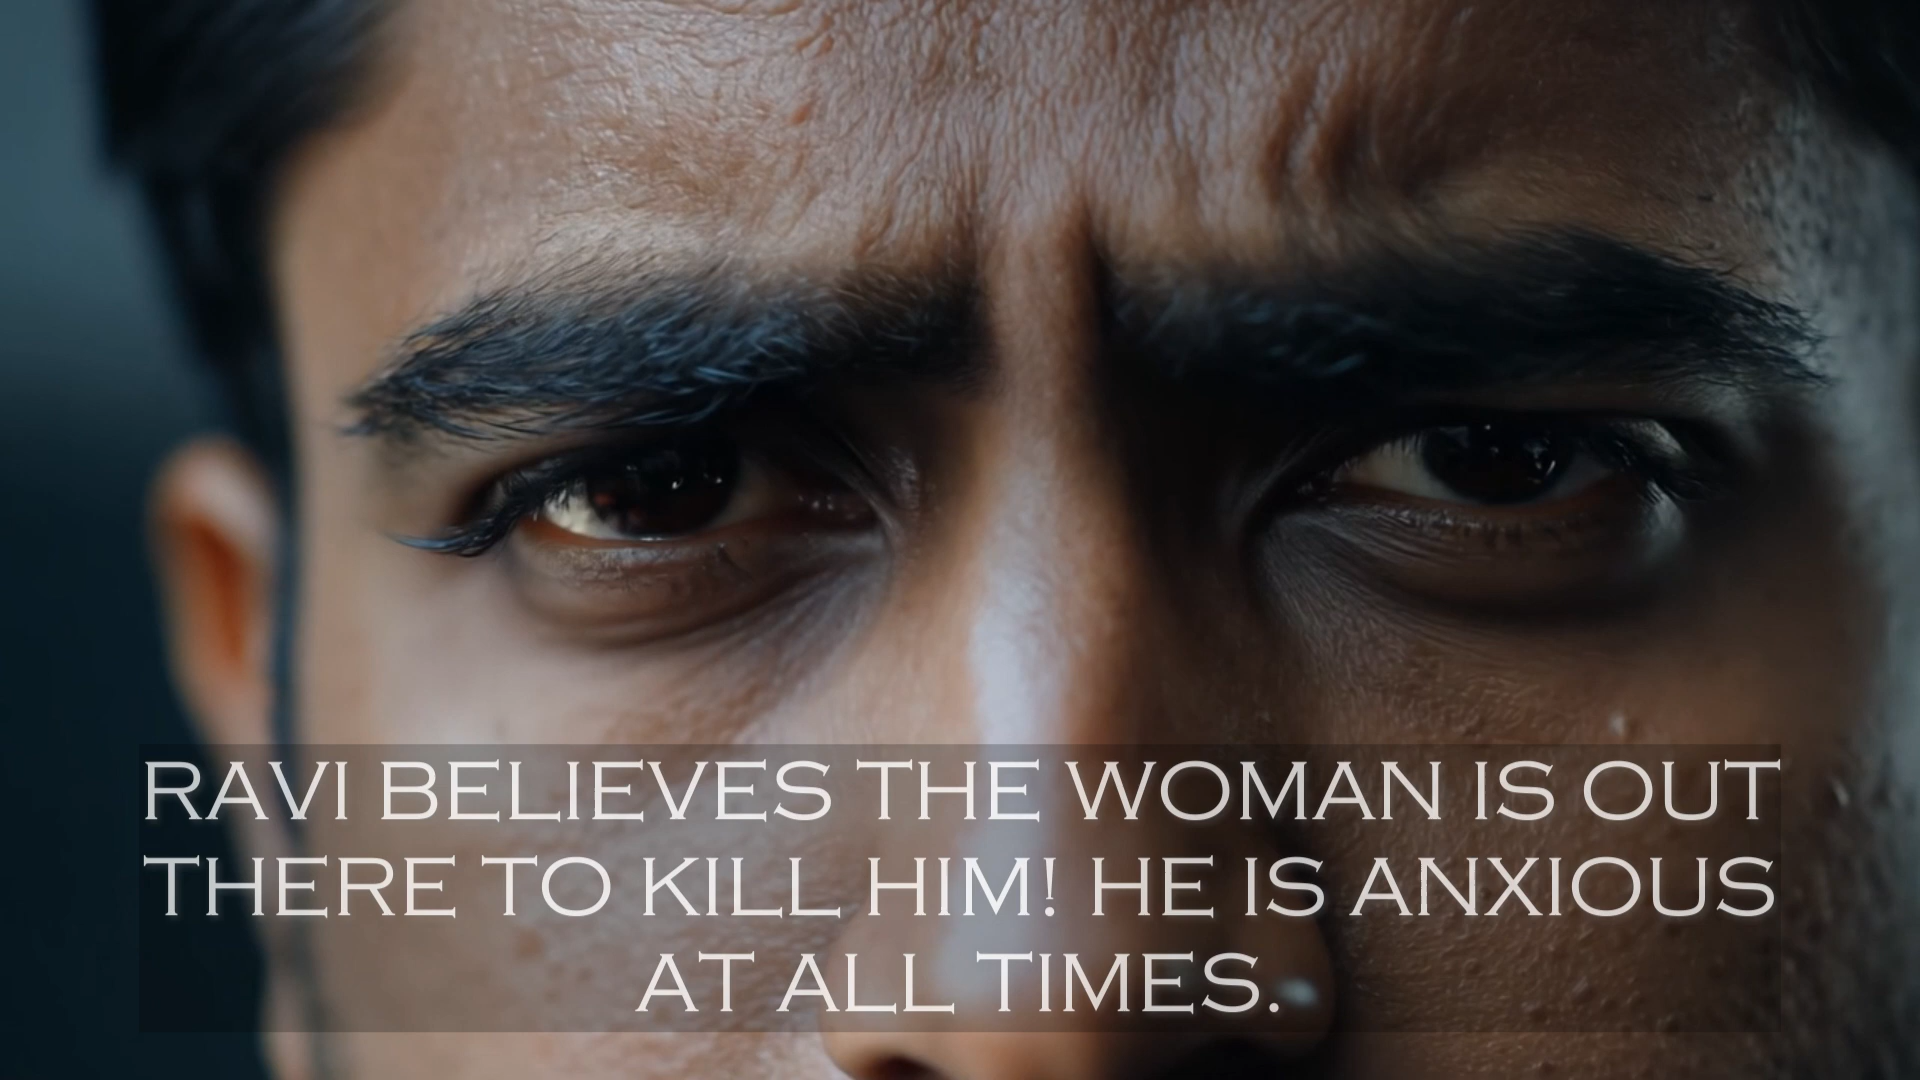 RAVI BELIEVES THE WOMAN IS OUT
THERE TO KILL HIM! HE IS ANXIOUS
AT ALL TIMES.